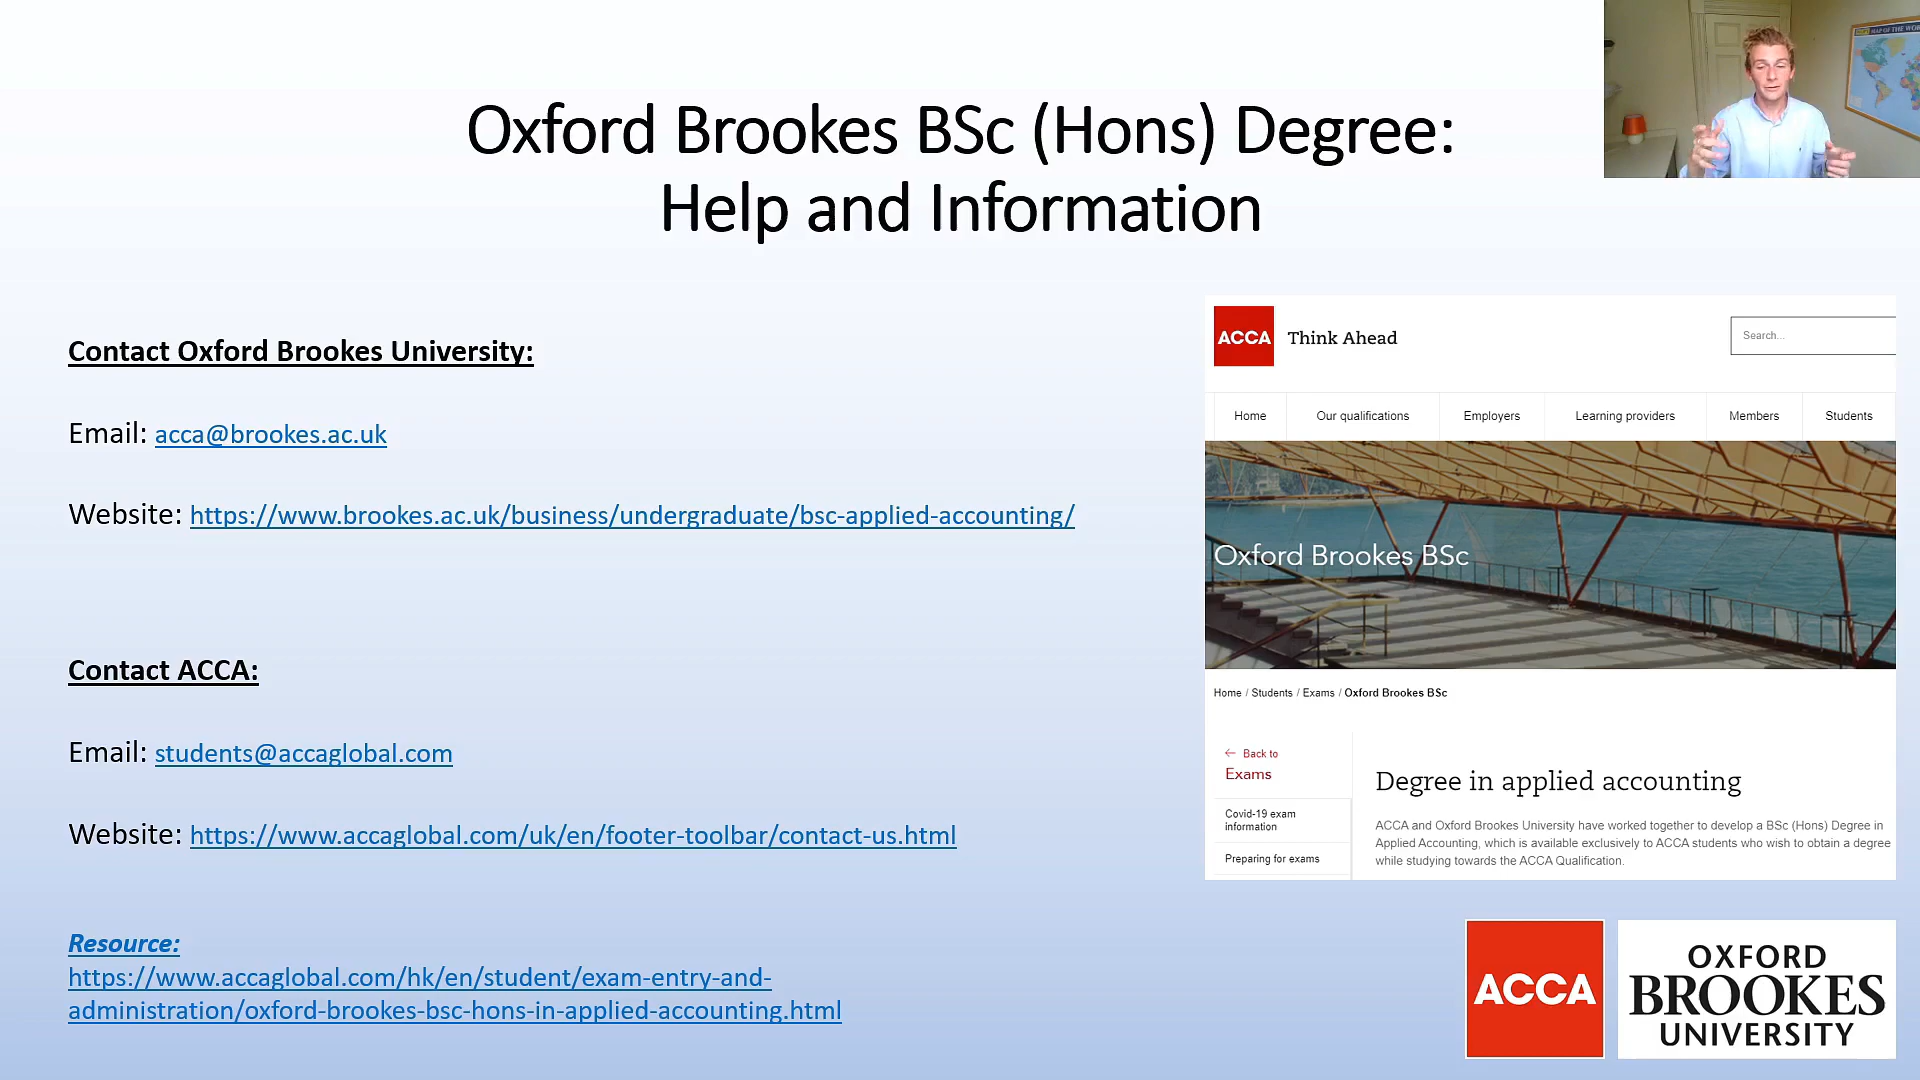 Oxford Brookes BSc (Hons) Degree:
Help and Information
MAP OF THE WOR
Contact Oxford Brookes University:
Email: acca@brookes.ac.uk
Website: https://www.brookes.ac.uk/business/undergraduate/bsc-applied-accounting/
Contact ACCA:
Email: students@accaglobal.com
Website: https://www.accaglobal.com/uk/en/footer-toolbar/contact-us.html
Resource:
https://www.accaglobal.com/hk/en/student/exam-entry-and-
administration/oxford-brookes-bsc-hons-in-applied-accounting.html
ACCA Think Ahead
Search...
Home Our qualifications Employers Learning providers Members Students
Oxford Brookes BSc
Home / Students / Exams / Oxford Brookes BSc
← Back to
Exams
Covid-19 exam
information
Preparing for exams
Degree in applied accounting
ACCA and Oxford Brookes University have worked together to develop a BSc (Hons) Degree in
Applied Accounting, which is available exclusively to ACCA students who wish to obtain a degree
while studying towards the ACCA Qualification.
ACCA
OXFORD
BROOKES
UNIVERSITY